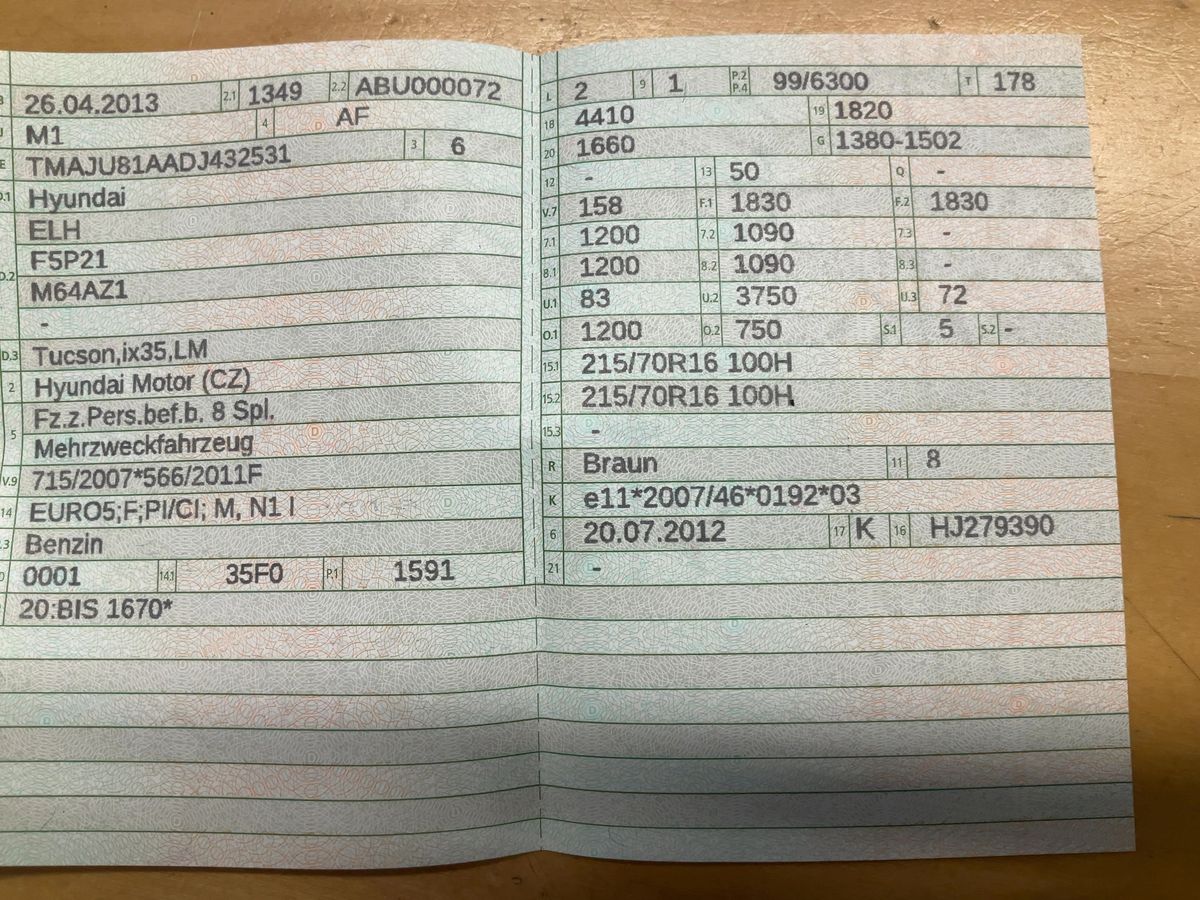 B 26.04.2013 2.1 1349 2.2 ABU000072
J M1 4 AF
E TMAJU81AADJ432531 3 6
D.1 Hyundai
ELH
D.2 F5P21
M64AZ1
-
D.3 Tucson,ix35,LM
2 Hyundai Motor (CZ)
5 Fz.z.Pers.bef.b. 8 Spl.
Mehrzweckfahrzeug
V.9 715/2007*566/2011F
14 EURO5;F;PI/CI; M, N1 I
.3 Benzin
0001 14.1 35F0 P.1 1591
20:BIS 1670*
L 2 9 1 P.2 P.4 99/6300 T 178
18 4410 19 1820
20 1660 G 1380-1502
12 - 13 50 Q -
V.7 158 F.1 1830 F.2 1830
7.1 1200 7.2 1090 7.3 -
8.1 1200 8.2 1090 8.3 -
U.1 83 U.2 3750 U.3 72
O.1 1200 O.2 750 S.1 5 S.2 -
15.1 215/70R16 100H
15.2 215/70R16 100H
15.3 -
R Braun 11 8
K e11*2007/46*0192*03
6 20.07.2012 17 K 16 HJ279390
21 -